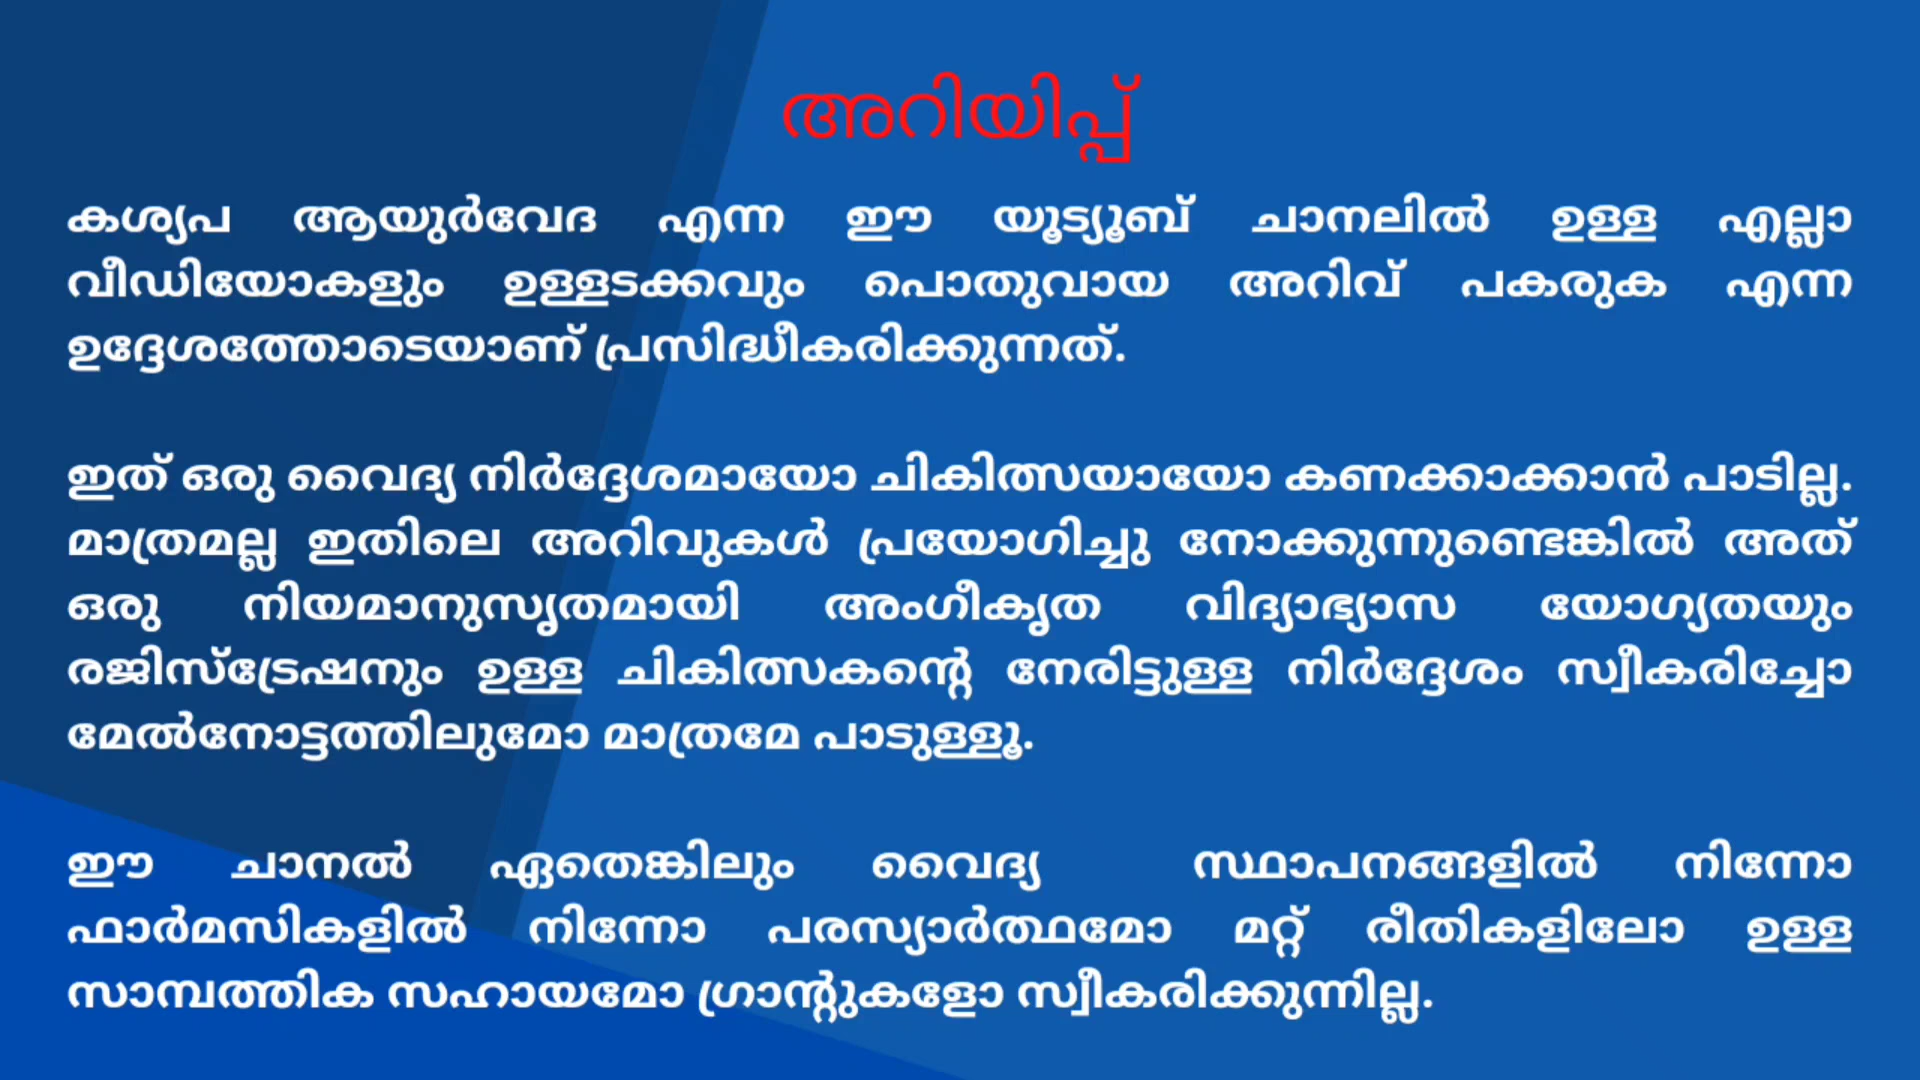 അറിയിപ്പ്
കശ്യപ ആയുർവേദ എന്ന ഈ യൂട്യൂബ് ചാനലിൽ ഉള്ള എല്ലാ
വീഡിയോകളും ഉള്ളടക്കവും പൊതുവായ അറിവ് പകരുക എന്ന
ഉദ്ദേശത്തോടെയാണ് പ്രസിദ്ധീകരിക്കുന്നത്.
ഇത് ഒരു വൈദ്യ നിർദ്ദേശമായോ ചികിത്സയായോ കണക്കാക്കാൻ പാടില്ല.
മാത്രമല്ല ഇതിലെ അറിവുകൾ പ്രയോഗിച്ചു നോക്കുന്നുണ്ടെങ്കിൽ അത്
ഒരു നിയമാനുസൃതമായി അംഗീകൃത വിദ്യാഭ്യാസ യോഗ്യതയും
രജിസ്ട്രേഷനും ഉള്ള ചികിത്സകന്റെ നേരിട്ടുള്ള നിർദ്ദേശം സ്വീകരിച്ചോ
മേൽനോട്ടത്തിലുമോ മാത്രമേ പാടുള്ളൂ.
ഈ ചാനൽ ഏതെങ്കിലും വൈദ്യ സ്ഥാപനങ്ങളിൽ നിന്നോ
ഫാർമസികളിൽ നിന്നോ പരസ്യാർത്ഥമോ മറ്റ് രീതികളിലോ ഉള്ള
സാമ്പത്തിക സഹായമോ ഗ്രാന്റുകളോ സ്വീകരിക്കുന്നില്ല.